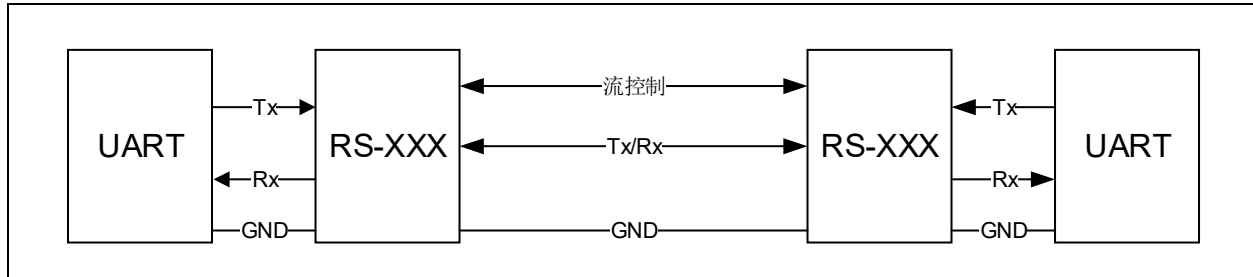 流控制
Tx
Tx
UART
RS-XXX
Tx/Rx
RS-XXX
UART
Rx
Rx
GND
GND
GND